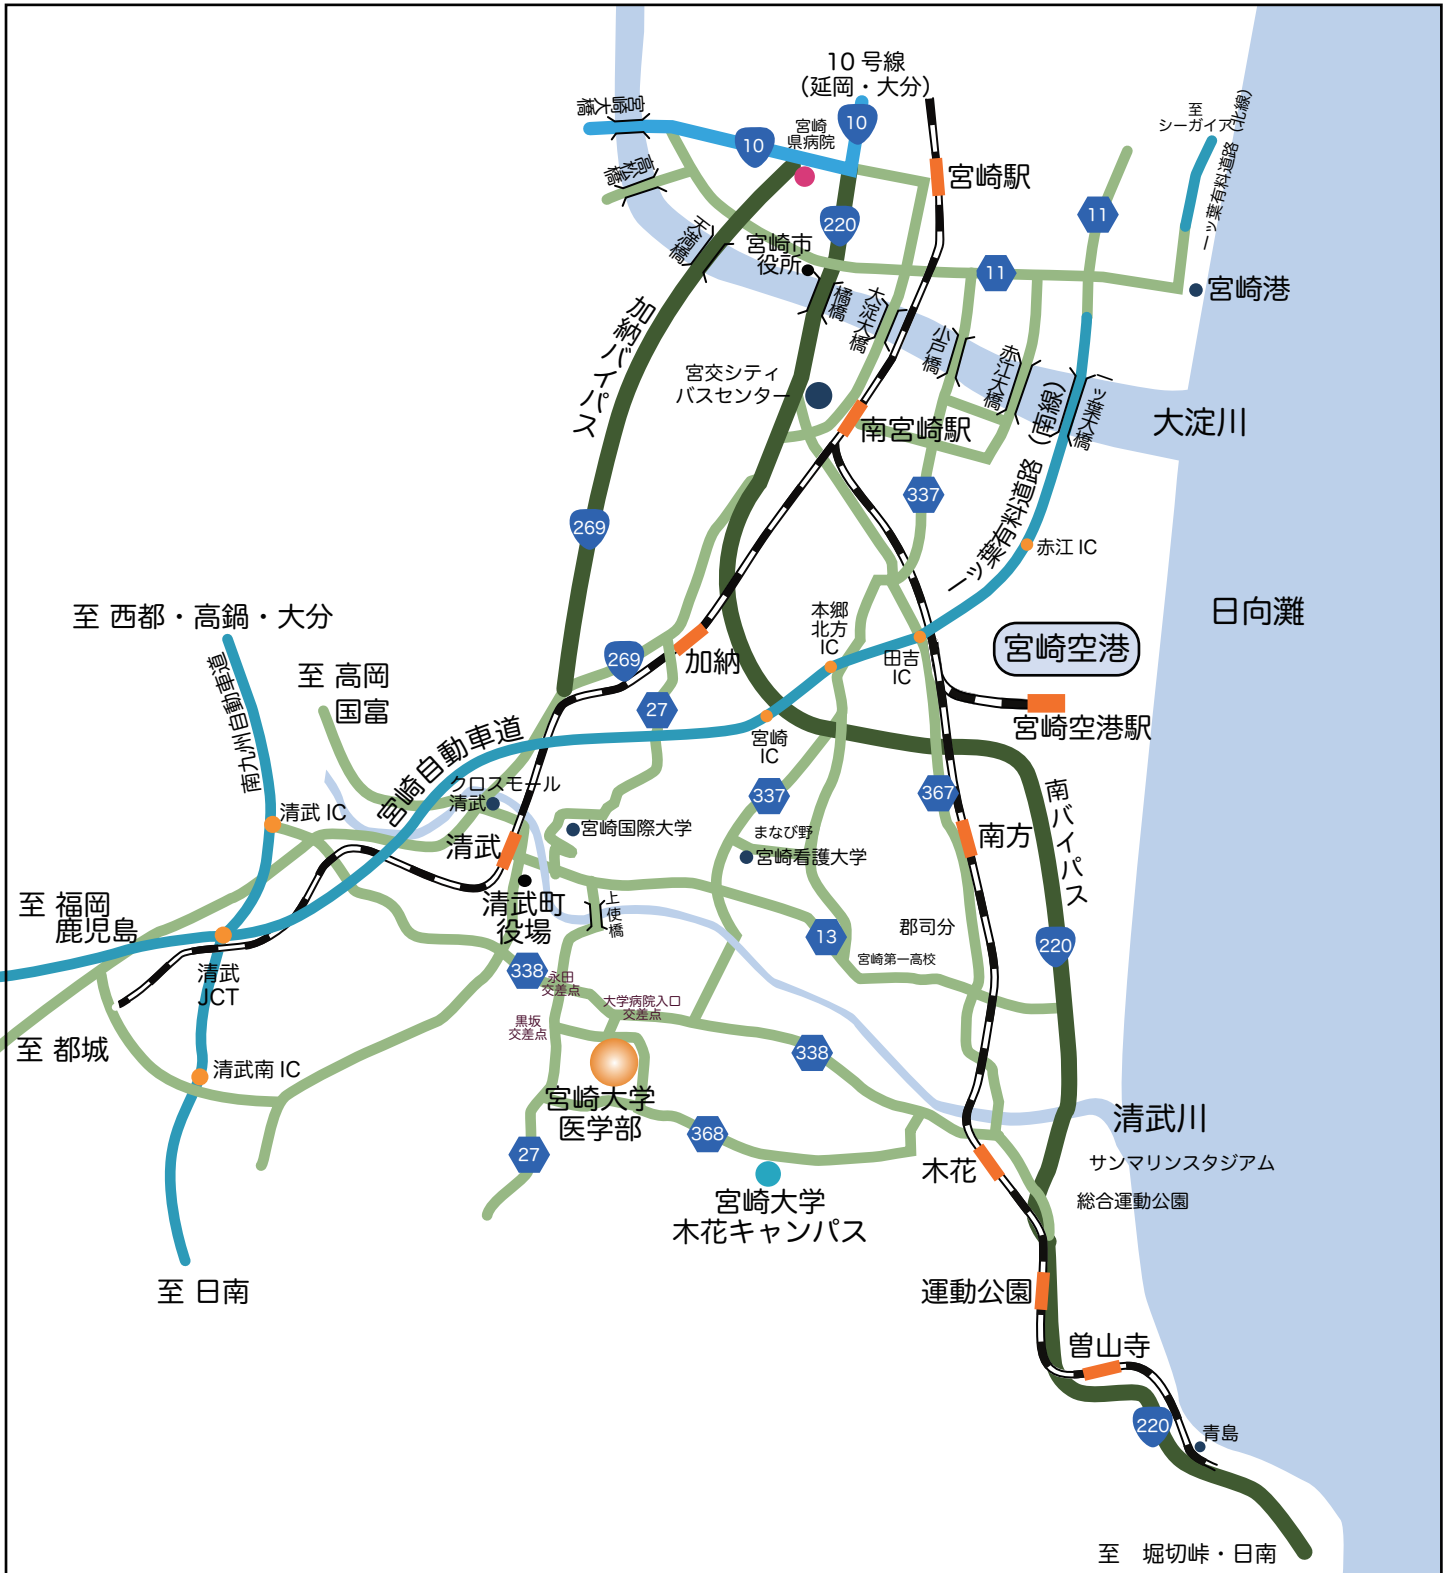 10 号線
（延岡・大分）
宮崎大橋
10
宮崎
県病院
10
至
シーガイア
一ッ葉有料道路（北線）
高松橋
宮崎駅
11
220
天満橋
宮崎市
役所
11
宮崎港
橘橋
大淀大橋
小戸橋
赤江大橋
一ッ葉大橋
加納バイパス
宮交シティ
バスセンター
南宮崎駅
大淀川
一ッ葉有料道路（南線）
337
269
赤江 IC
至 西都・高鍋・大分
南九州自動車道
本郷
北方
IC
日向灘
269
加納
田吉
IC
宮崎空港
至 高岡
国富
27
宮崎空港駅
宮崎
IC
宮崎自動車道
クロスモール
清武
337
367
南バイパス
清武 IC
清武
宮崎国際大学
まなび野
宮崎看護大学
南方
至 福岡
鹿児島
清武町
役場
上使橋
13
郡司分
220
宮崎第一高校
清武
JCT
338
永田
交差点
大学病院入口
交差点
黒坂
交差点
至 都城
338
清武南 IC
宮崎大学
医学部
清武川
368
27
木花
サンマリンスタジアム
宮崎大学
木花キャンパス
総合運動公園
至 日南
運動公園
曽山寺
220
青島
至 堀切峠・日南